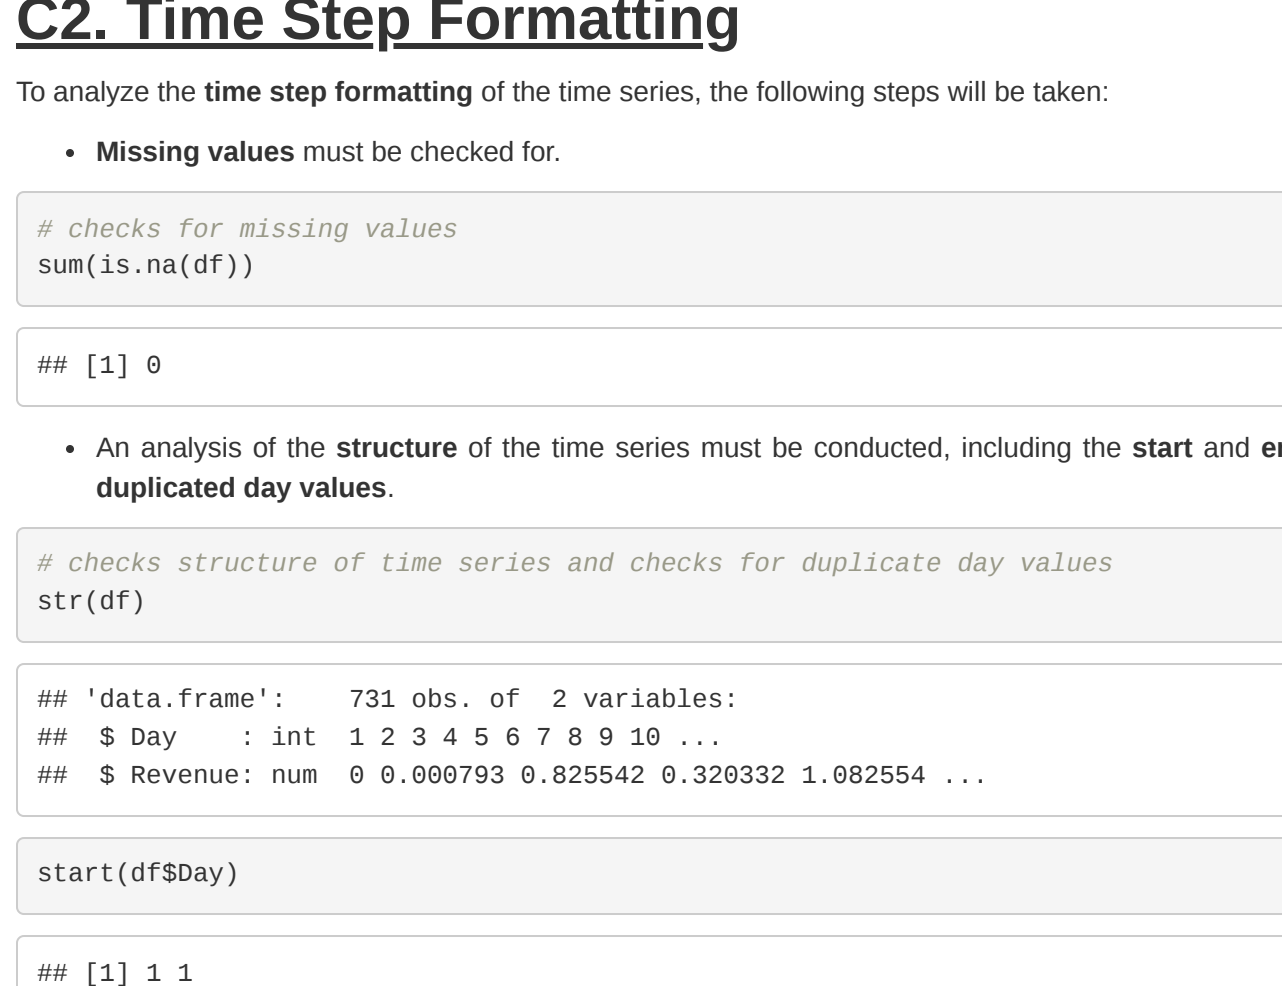 C2. Time Step Formatting
To analyze the time step formatting of the time series, the following steps will be taken:
• Missing values must be checked for.
# checks for missing values
sum(is.na(df))
## [1] 0
• An analysis of the structure of the time series must be conducted, including the start and
duplicated day values.
# checks structure of time series and checks for duplicate day values
str(df)
## 'data.frame':    731 obs. of  2 variables:
##  $ Day    : int  1 2 3 4 5 6 7 8 9 10 ...
##  $ Revenue: num  0 0.000793 0.825542 0.320332 1.082554 ...
start(df$Day)
## [1] 1 1